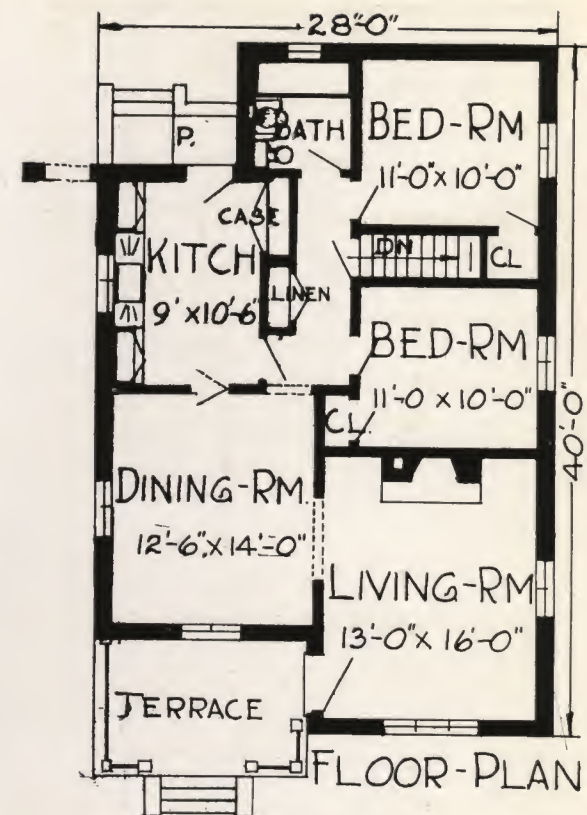 28'-0"
P.
BATH
BED-RM
11'-0" X 10'-0"
CASE
DN
CL
KITCH
9' X 10'-6"
LINEN
BED-RM
11'-0 X 10'-0"
CL.
40'-0"
DINING-RM.
12'-6" X 14'-0"
LIVING-RM
13'-0" X 16'-0"
TERRACE
FLOOR-PLAN